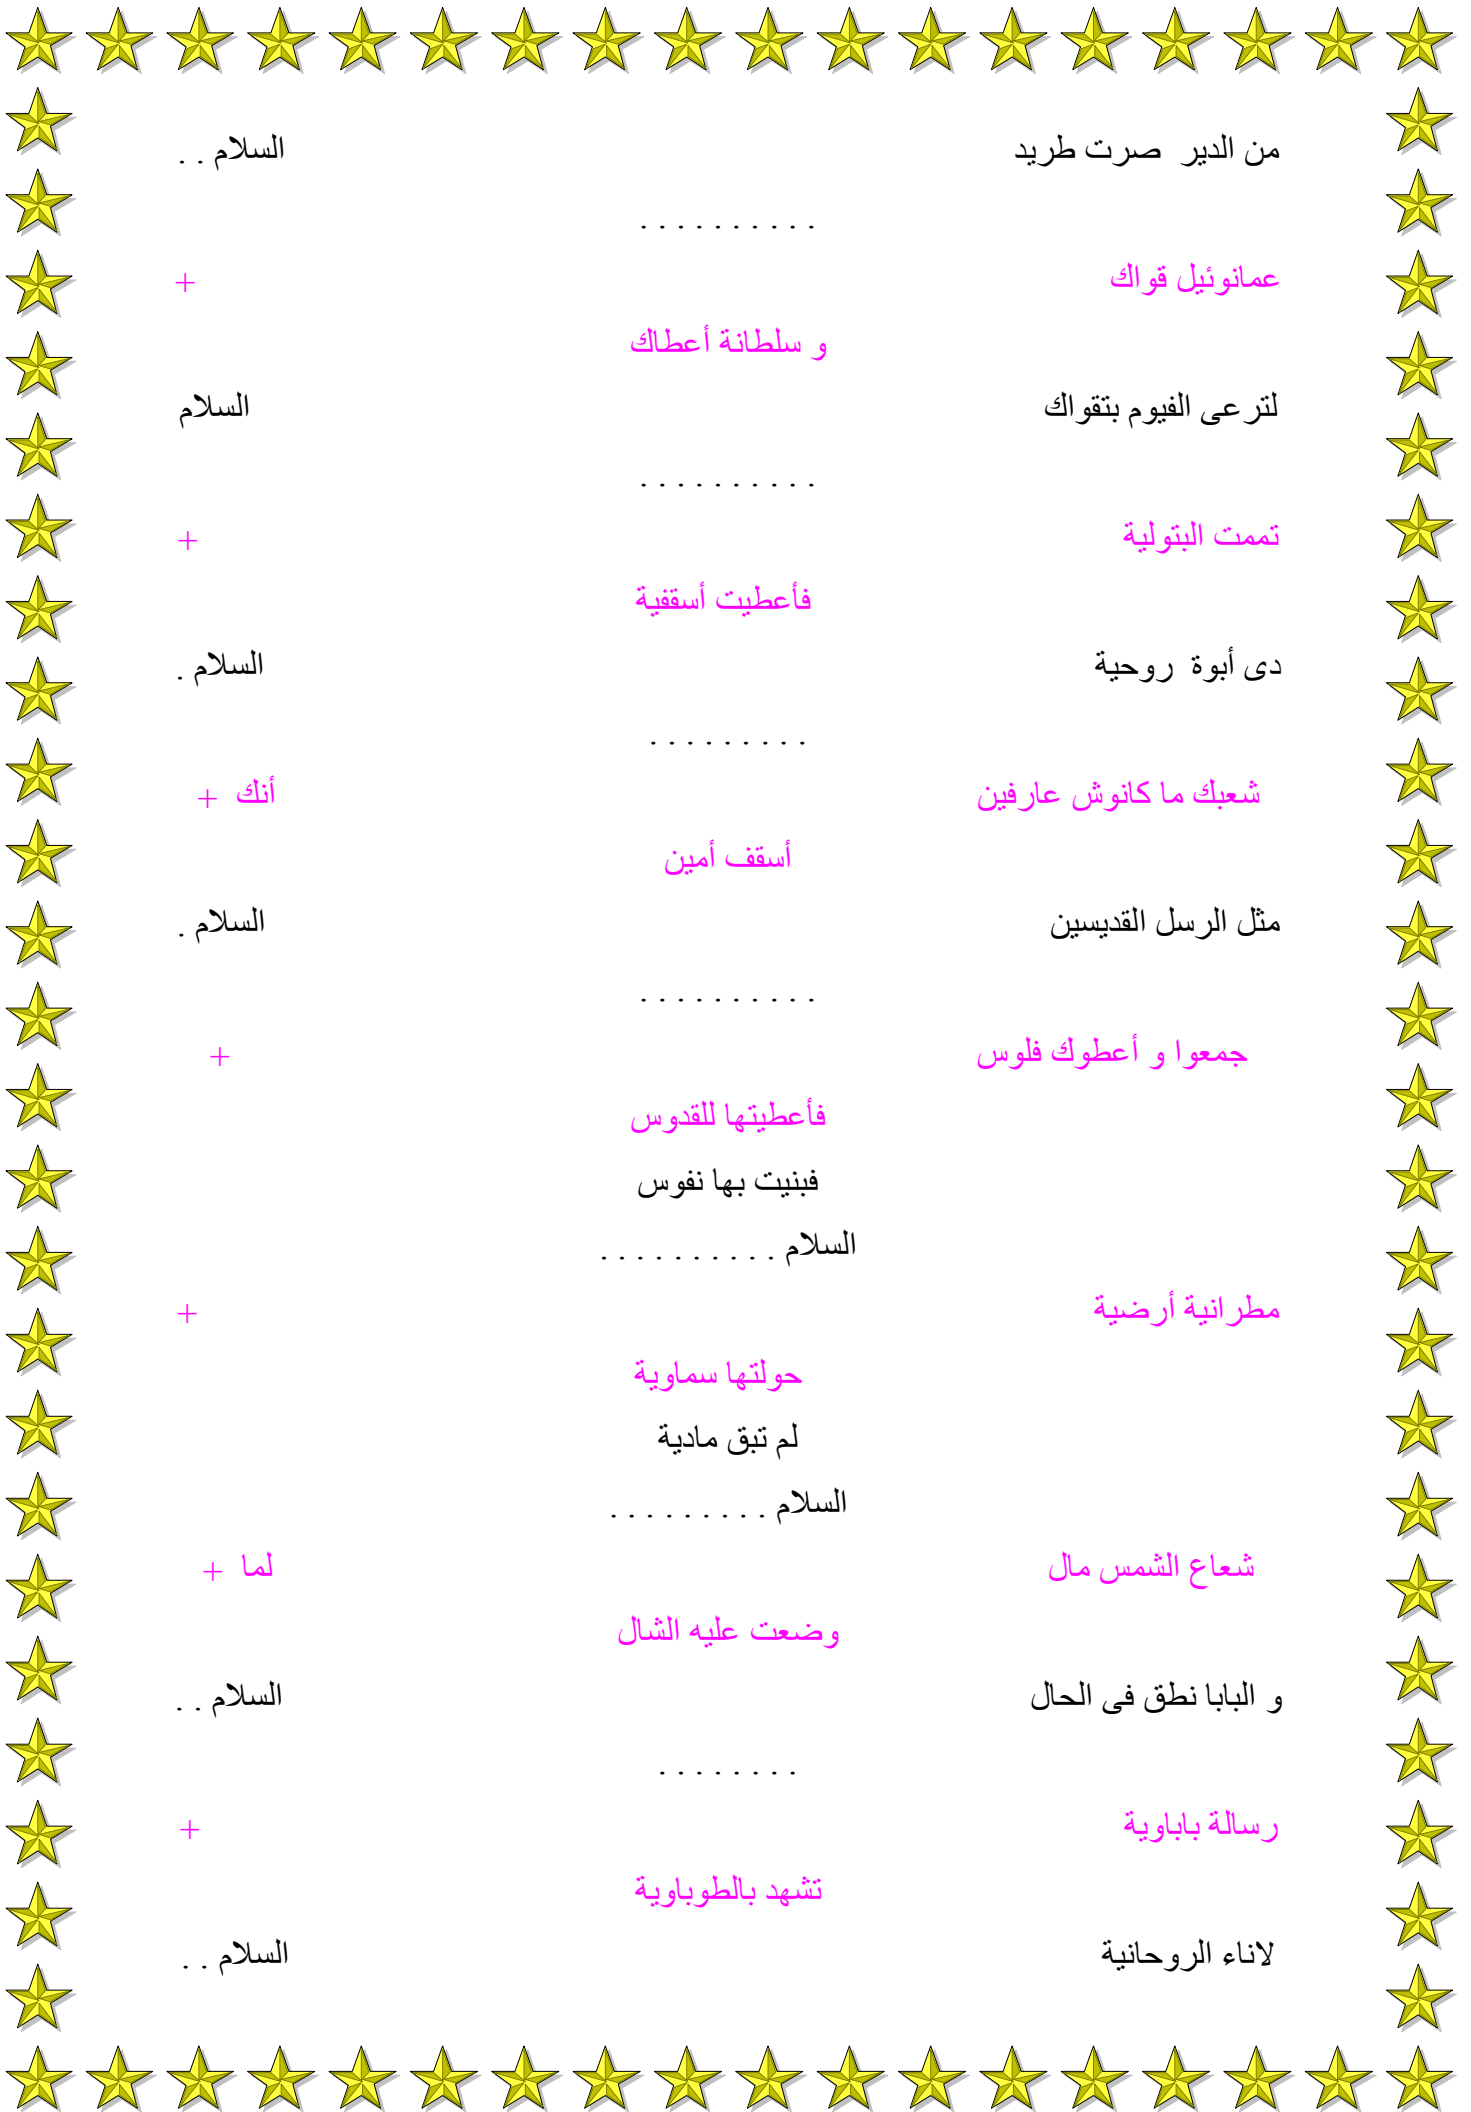 من الدير صرت طريد السلام . .
. . . . . . . . . .
عمانوئيل قواك +
و سلطانة أعطاك
لترعى الفيوم بتقواك السلام
. . . . . . . . . .
تممت البتولية +
فأعطيت أسقفية
دى أبوة روحية السلام .
. . . . . . . . .
شعبك ما كانوش عارفين أنك +
أسقف أمين
مثل الرسل القديسين السلام .
. . . . . . . . . .
جمعوا و أعطوك فلوس +
فأعطيتها للقدوس
فبنيت بها نفوس
السلام . . . . . . . . . .
مطرانية أرضية +
حولتها سماوية
لم تبق مادية
السلام . . . . . . . . .
شعاع الشمس مال لما +
وضعت عليه الشال
و البابا نطق فى الحال السلام . .
. . . . . . . .
رسالة باباوية +
تشهد بالطوباوية
لاناء الروحانية السلام . .